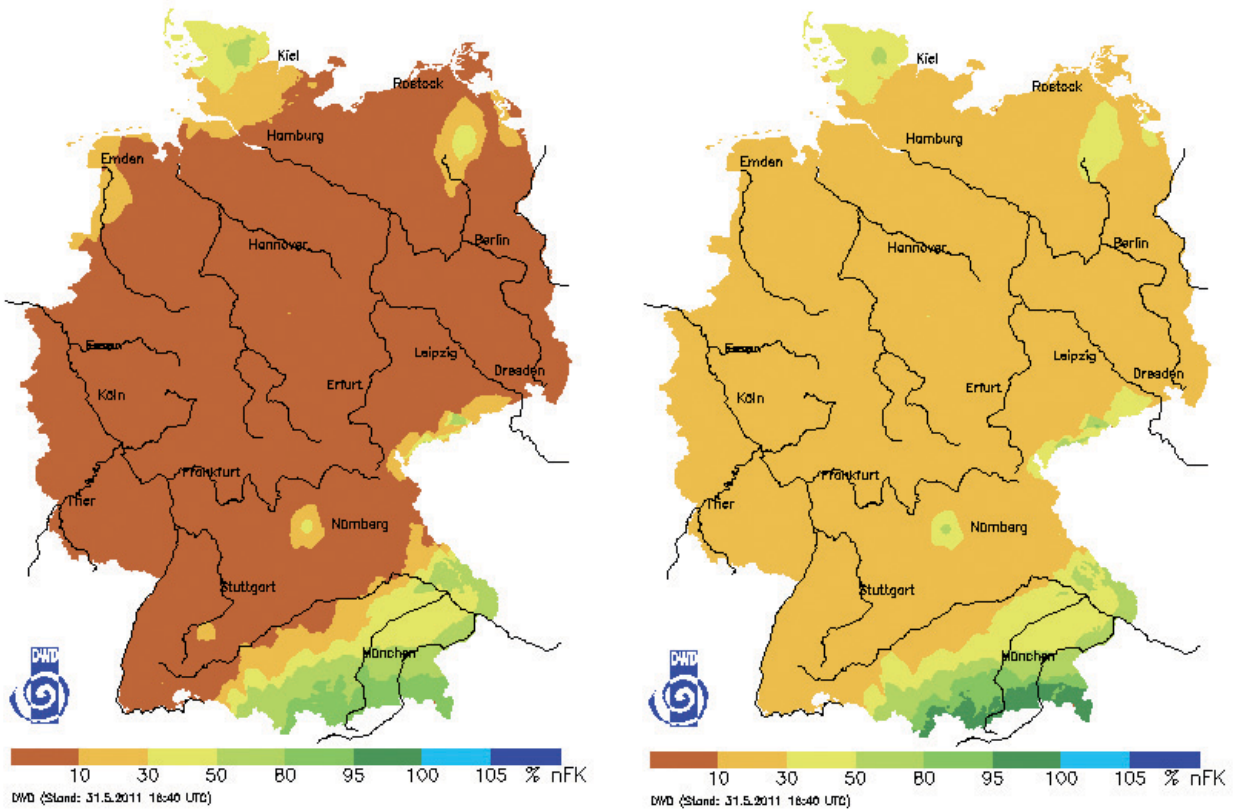 Kiel
Rostock
Hamburg
Emden
Hannover
Berlin
Leipzig
Dresden
Köln
Erfurt
Frankfurt
Trier
Nürnberg
Stuttgart
München
DWD
10 30 50 80 95 100 105 % nFK
DWD (Stand: 31.5.2011 16:40 UTC)
Kiel
Rostock
Hamburg
Emden
Hannover
Berlin
Leipzig
Dresden
Köln
Erfurt
Frankfurt
Trier
Nürnberg
Stuttgart
München
DWD
10 30 50 80 95 100 105 % nFK
DWD (Stand: 31.5.2011 16:40 UTC)